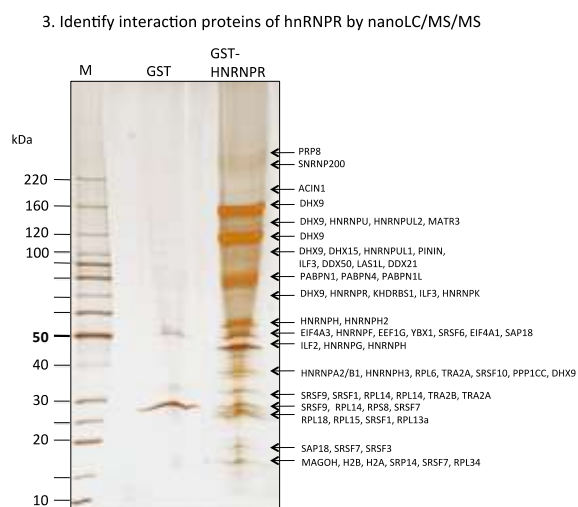 3. Identify interaction proteins of hnRNPR by nanoLC/MS/MS
GST-
M GST HNRNPR
kDa
PRP8
SNRNP200
220
ACIN1
160
DHX9
DHX9, HNRNPU, HNRNPUL2, MATR3
120
DHX9
100
DHX9, DHX15, HNRNPUL1, PININ,
ILF3, DDX50, LAS1L, DDX21
PABPN1, PABPN4, PABPN1L
DHX9, HNRNPR, KHDRBS1, ILF3, HNRNPK
HNRNPH, HNRNPH2
50
EIF4A3, HNRNPF, EEF1G, YBX1, SRSF6, EIF4A1, SAP18
ILF2, HNRNPG, HNRNPH
40
HNRNPA2/B1, HNRNPH3, RPL6, TRA2A, SRSF10, PPP1CC, DHX9
SRSF9, SRSF1, RPL14, RPL14, TRA2B, TRA2A
30
SRSF9, RPL14, RPS8, SRSF7
RPL18, RPL15, SRSF1, RPL13a
20
SAP18, SRSF7, SRSF3
MAGOH, H2B, H2A, SRP14, SRSF7, RPL34
10